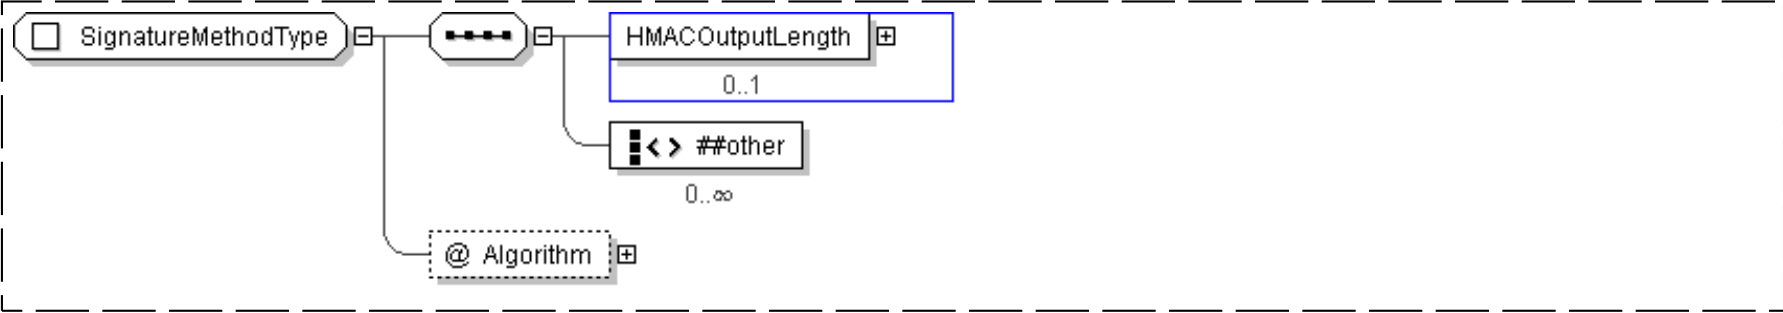 SignatureMethodType
HMACOutputLength
0..1
##other
0..∞
@ Algorithm